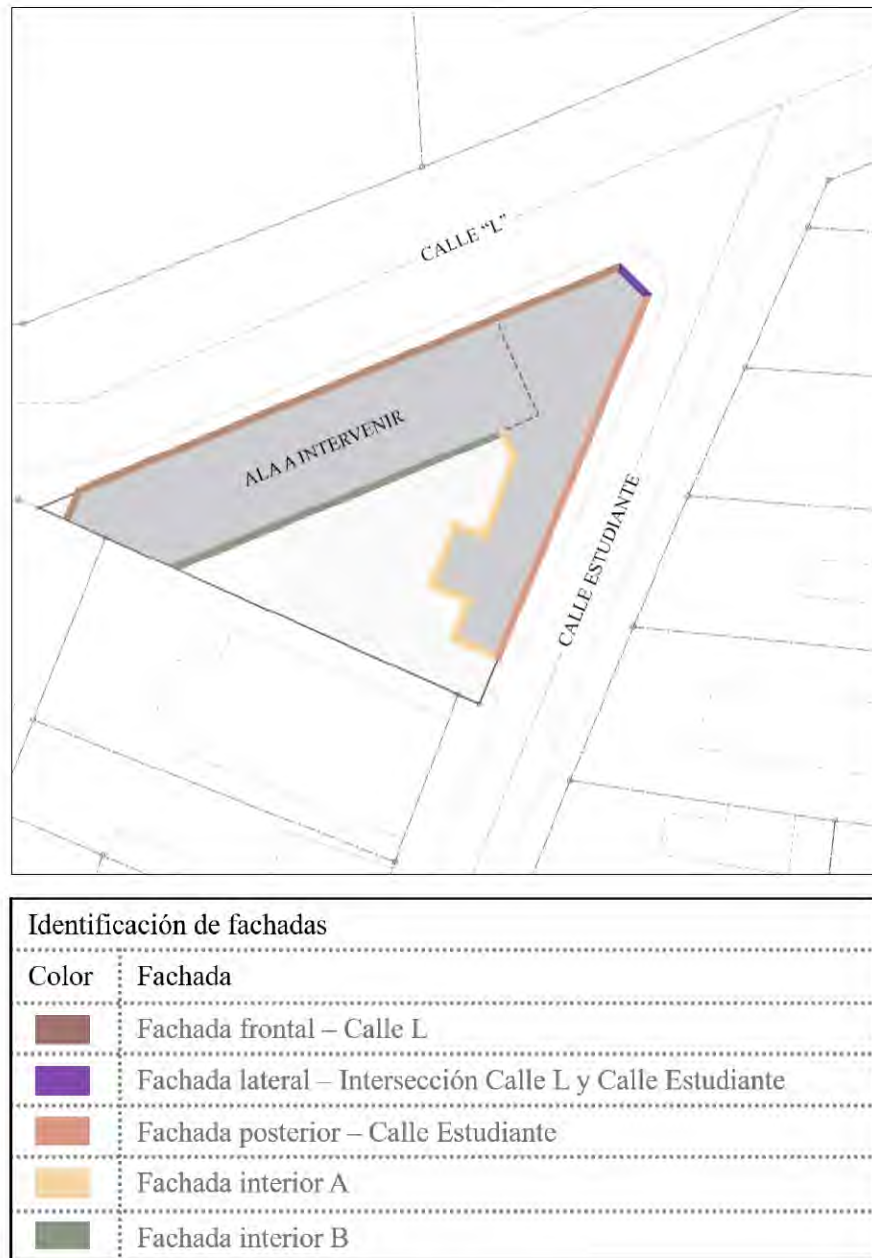 CALLE “L”
ALA A INTERVENIR
CALLE ESTUDIANTE
Identificación de fachadas
Color Fachada
Fachada frontal – Calle L
Fachada lateral – Intersección Calle L y Calle Estudiante
Fachada posterior – Calle Estudiante
Fachada interior A
Fachada interior B